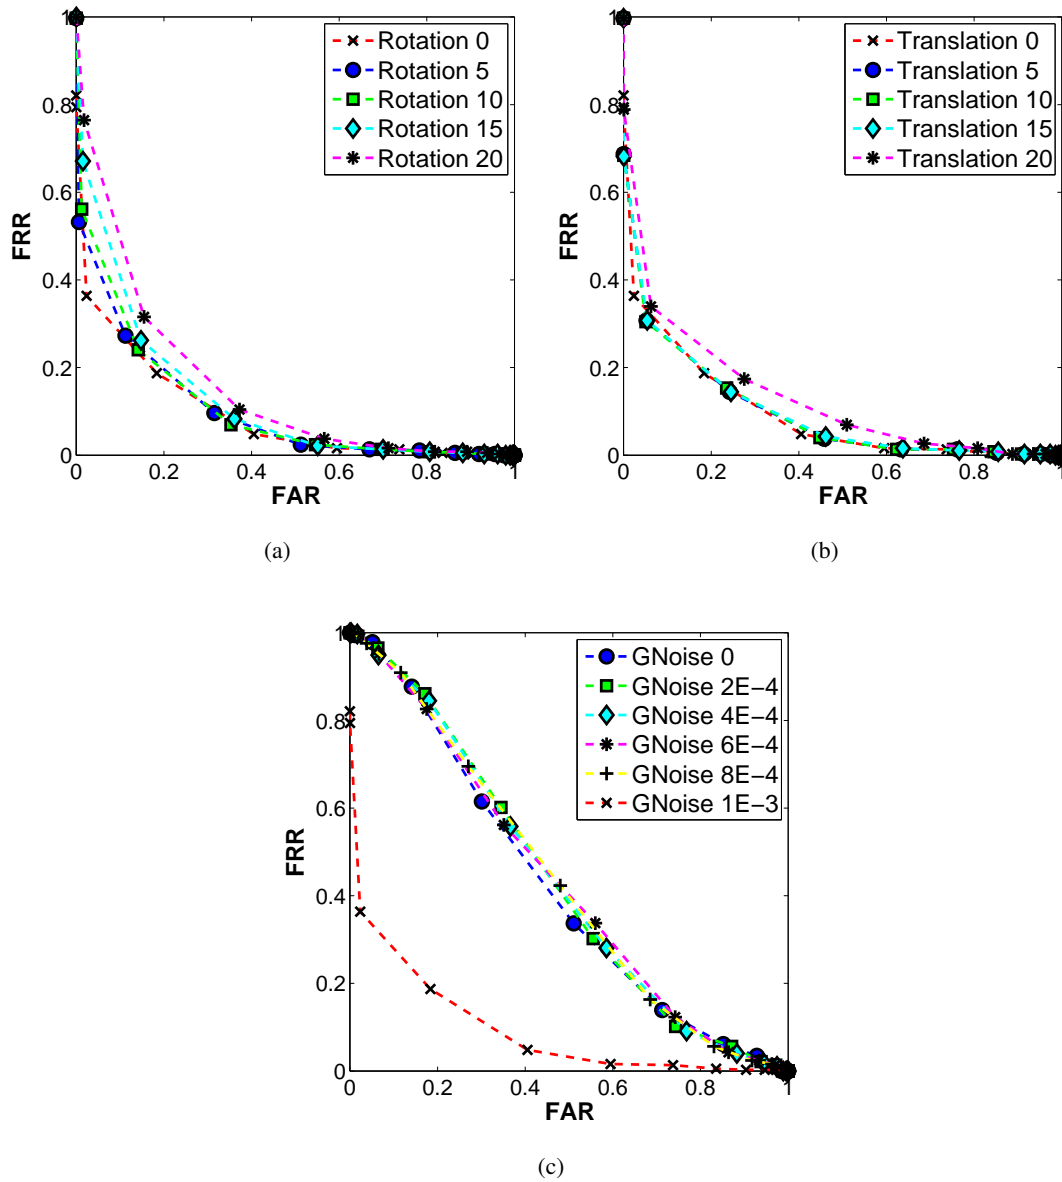 1
0.8
0.6
0.4
0.2
0
0 0.2 0.4 0.6 0.8 1
FRR
FAR
Rotation 0
Rotation 5
Rotation 10
Rotation 15
Rotation 20
(a)
1
0.8
0.6
0.4
0.2
0
0 0.2 0.4 0.6 0.8 1
FRR
FAR
Translation 0
Translation 5
Translation 10
Translation 15
Translation 20
(b)
1
0.8
0.6
0.4
0.2
0
0 0.2 0.4 0.6 0.8 1
FRR
FAR
GNoise 0
GNoise 2E−4
GNoise 4E−4
GNoise 6E−4
GNoise 8E−4
GNoise 1E−3
(c)